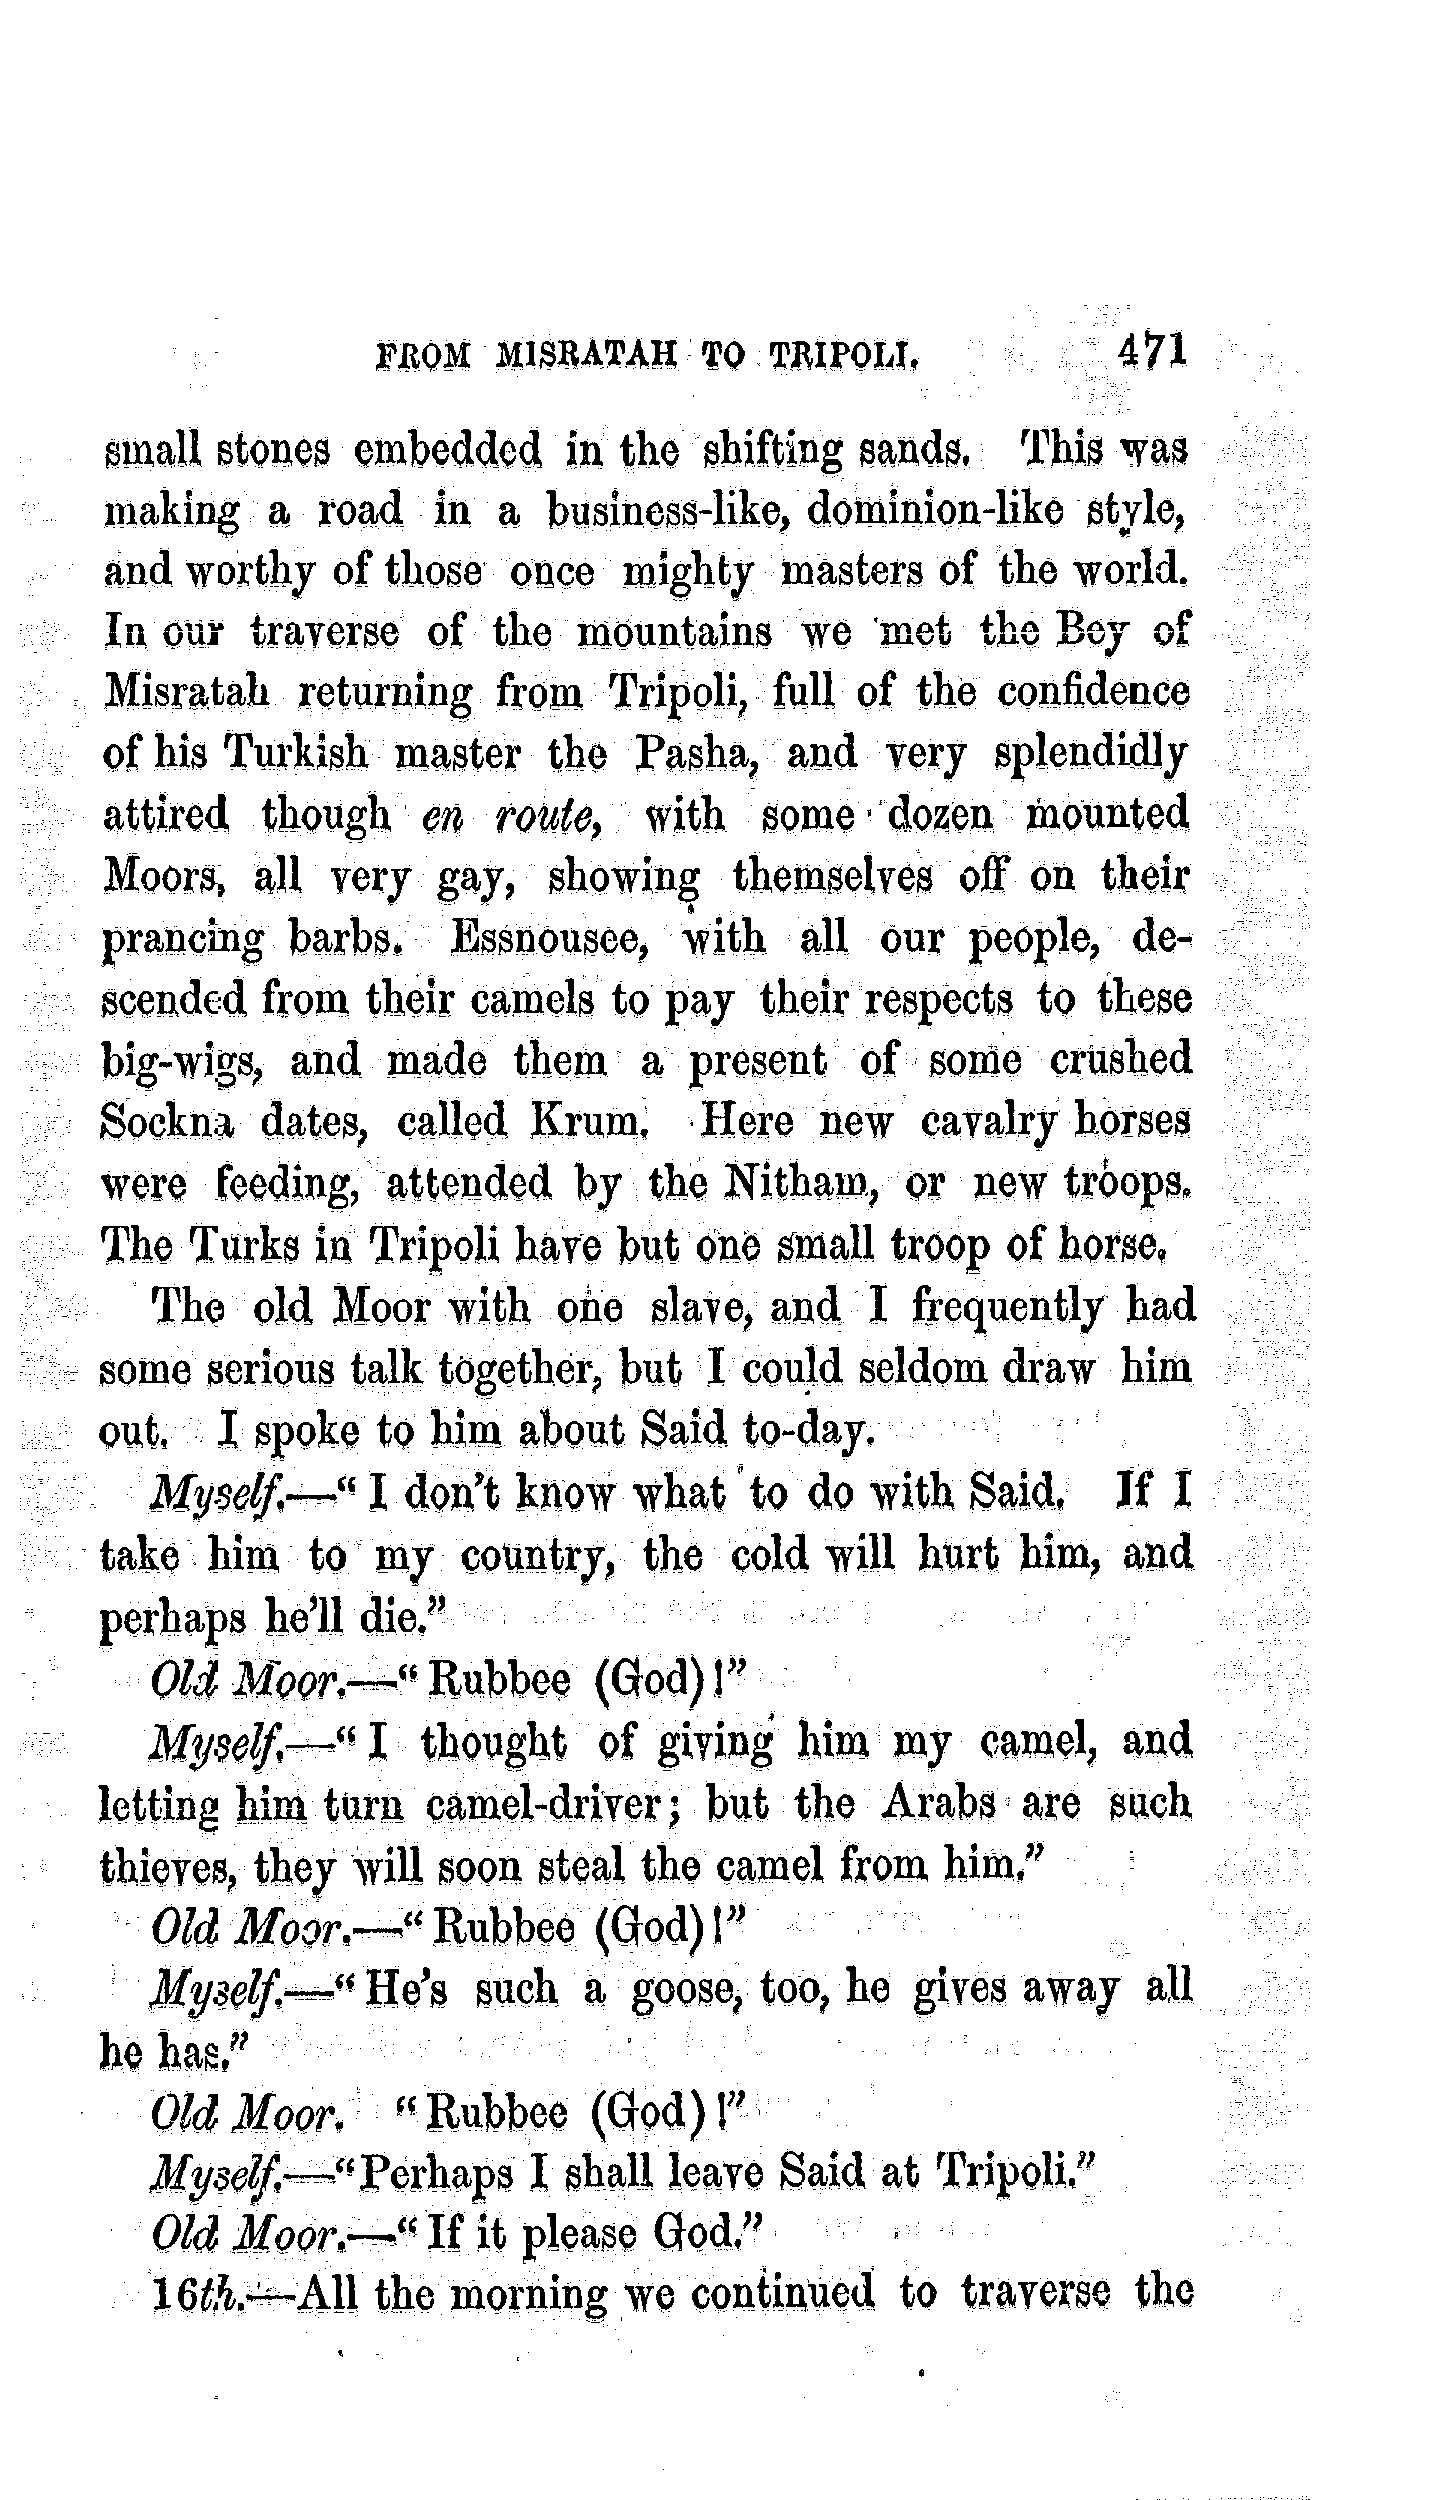 FROM MISRATAH TO TRIPOLI. 471
small stones embedded in the shifting sands. This was
making a road in a business-like, dominion-like style,
and worthy of those once mighty masters of the world.
In our traverse of the mountains we met the Bey of
Misratah returning from Tripoli, full of the confidence
of his Turkish master the Pasha, and very splendidly
attired though en route, with some dozen mounted
Moors, all very gay, showing themselves off on their
prancing barbs. Essnousee, with all our people, de-
scended from their camels to pay their respects to these
big-wigs, and made them a present of some crushed
Sockna dates, called Krum. Here new cavalry horses
were feeding, attended by the Nitham, or new troops.
The Turks in Tripoli have but one small troop of horse.
The old Moor with one slave, and I frequently had
some serious talk together, but I could seldom draw him
out. I spoke to him about Said to-day.
Myself.—"I don't know what to do with Said. If I
take him to my country, the cold will hurt him, and
perhaps he'll die."
Old Moor.—"Rubbee (God)!"
Myself.—"I thought of giving him my camel, and
letting him turn camel-driver; but the Arabs are such
thieves, they will soon steal the camel from him."
Old Moor.—"Rubbee (God)!"
Myself.—"He's such a goose, too, he gives away all
he has."
Old Moor. "Rubbee (God)!"
Myself.—"Perhaps I shall leave Said at Tripoli."
Old Moor.—"If it please God."
16th.—All the morning we continued to traverse the